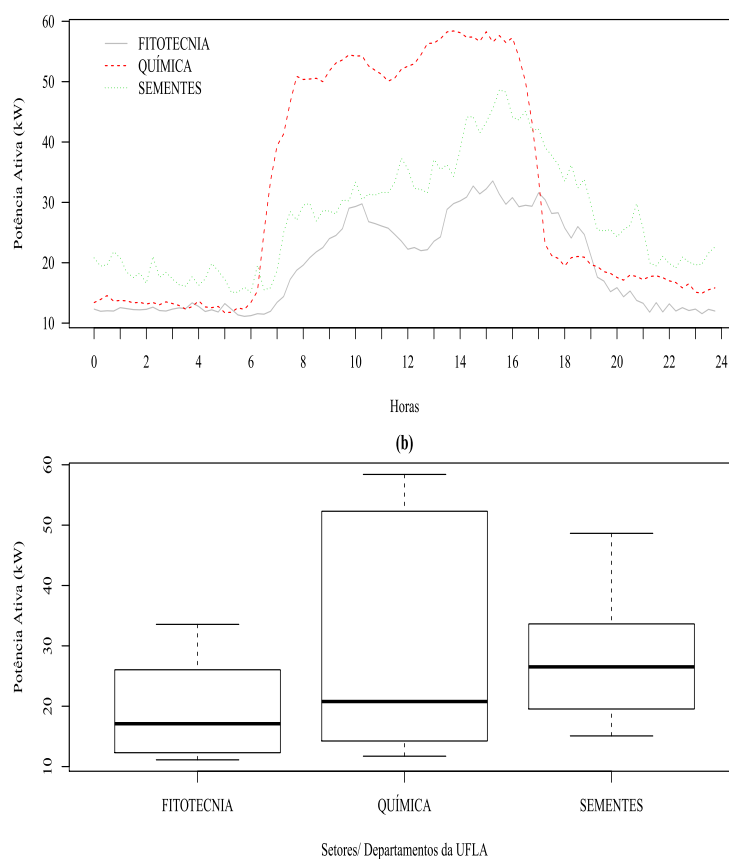 60
50
40
30
20
10
Potência Ativa (kW)
FITOTECNIA
QUÍMICA
SEMENTES
0 2 4 6 8 10 12 14 16 18 20 22 24
Horas
(b)
60
50
40
30
20
10
Potência Ativa (kW)
FITOTECNIA QUÍMICA SEMENTES
Setores/ Departamentos da UFLA